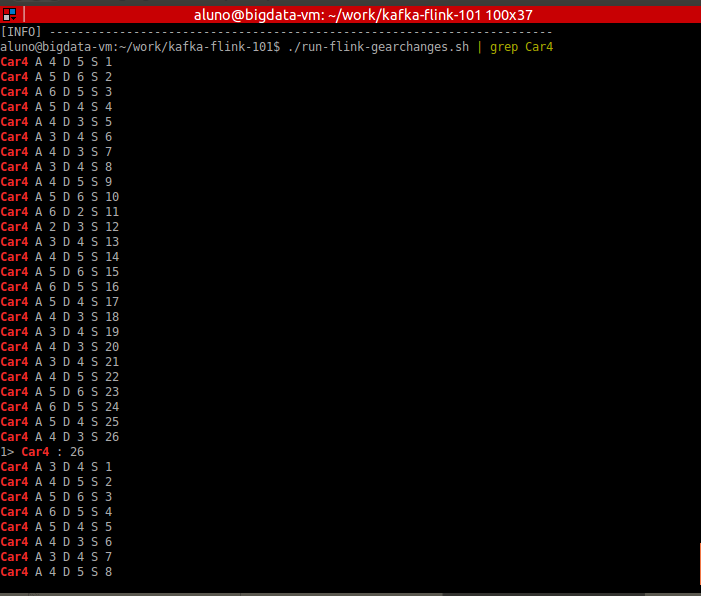 aluno@bigdata-vm: ~/work/kafka-flink-101 100x37
[INFO] ------------------------------------------------------------------------
aluno@bigdata-vm:~/work/kafka-flink-101$ ./run-flink-gearchanges.sh | grep Car4
Car4 A 4 D 5 S 1
Car4 A 5 D 6 S 2
Car4 A 6 D 5 S 3
Car4 A 5 D 4 S 4
Car4 A 4 D 3 S 5
Car4 A 3 D 4 S 6
Car4 A 4 D 3 S 7
Car4 A 3 D 4 S 8
Car4 A 4 D 5 S 9
Car4 A 5 D 6 S 10
Car4 A 6 D 2 S 11
Car4 A 2 D 3 S 12
Car4 A 3 D 4 S 13
Car4 A 4 D 5 S 14
Car4 A 5 D 6 S 15
Car4 A 6 D 5 S 16
Car4 A 5 D 4 S 17
Car4 A 4 D 3 S 18
Car4 A 3 D 4 S 19
Car4 A 4 D 3 S 20
Car4 A 3 D 4 S 21
Car4 A 4 D 5 S 22
Car4 A 5 D 6 S 23
Car4 A 6 D 5 S 24
Car4 A 5 D 4 S 25
Car4 A 4 D 3 S 26
1> Car4 : 26
Car4 A 3 D 4 S 1
Car4 A 4 D 5 S 2
Car4 A 5 D 6 S 3
Car4 A 6 D 5 S 4
Car4 A 5 D 4 S 5
Car4 A 4 D 3 S 6
Car4 A 3 D 4 S 7
Car4 A 4 D 5 S 8